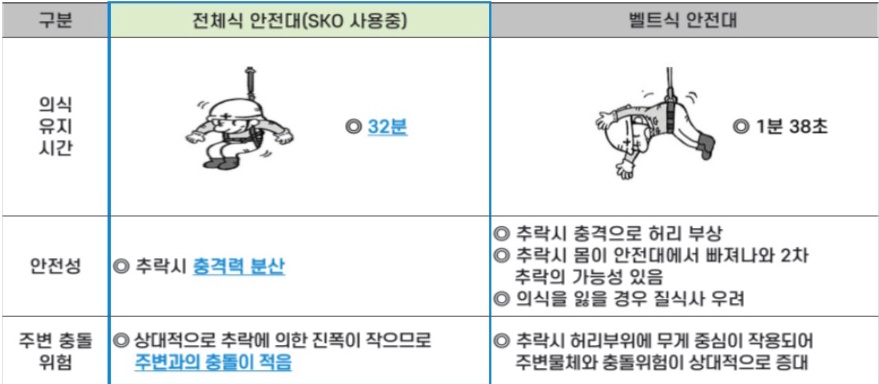 구분
전체식 안전대(SKO 사용중)
벨트식 안전대
의식
유지
시간
◎ 32분
◎ 1분 38초
안전성
◎ 추락시 충격력 분산
◎ 추락시 충격으로 허리 부상
◎ 추락시 몸이 안전대에서 빠져나와 2차
추락의 가능성 있음
◎ 의식을 잃을 경우 질식사 우려
주변 충돌
위험
◎ 상대적으로 추락에 의한 진폭이 작으므로
주변과의 충돌이 적음
◎ 추락시 허리부위에 무게 중심이 작용되어
주변물체와 충돌위험이 상대적으로 증대